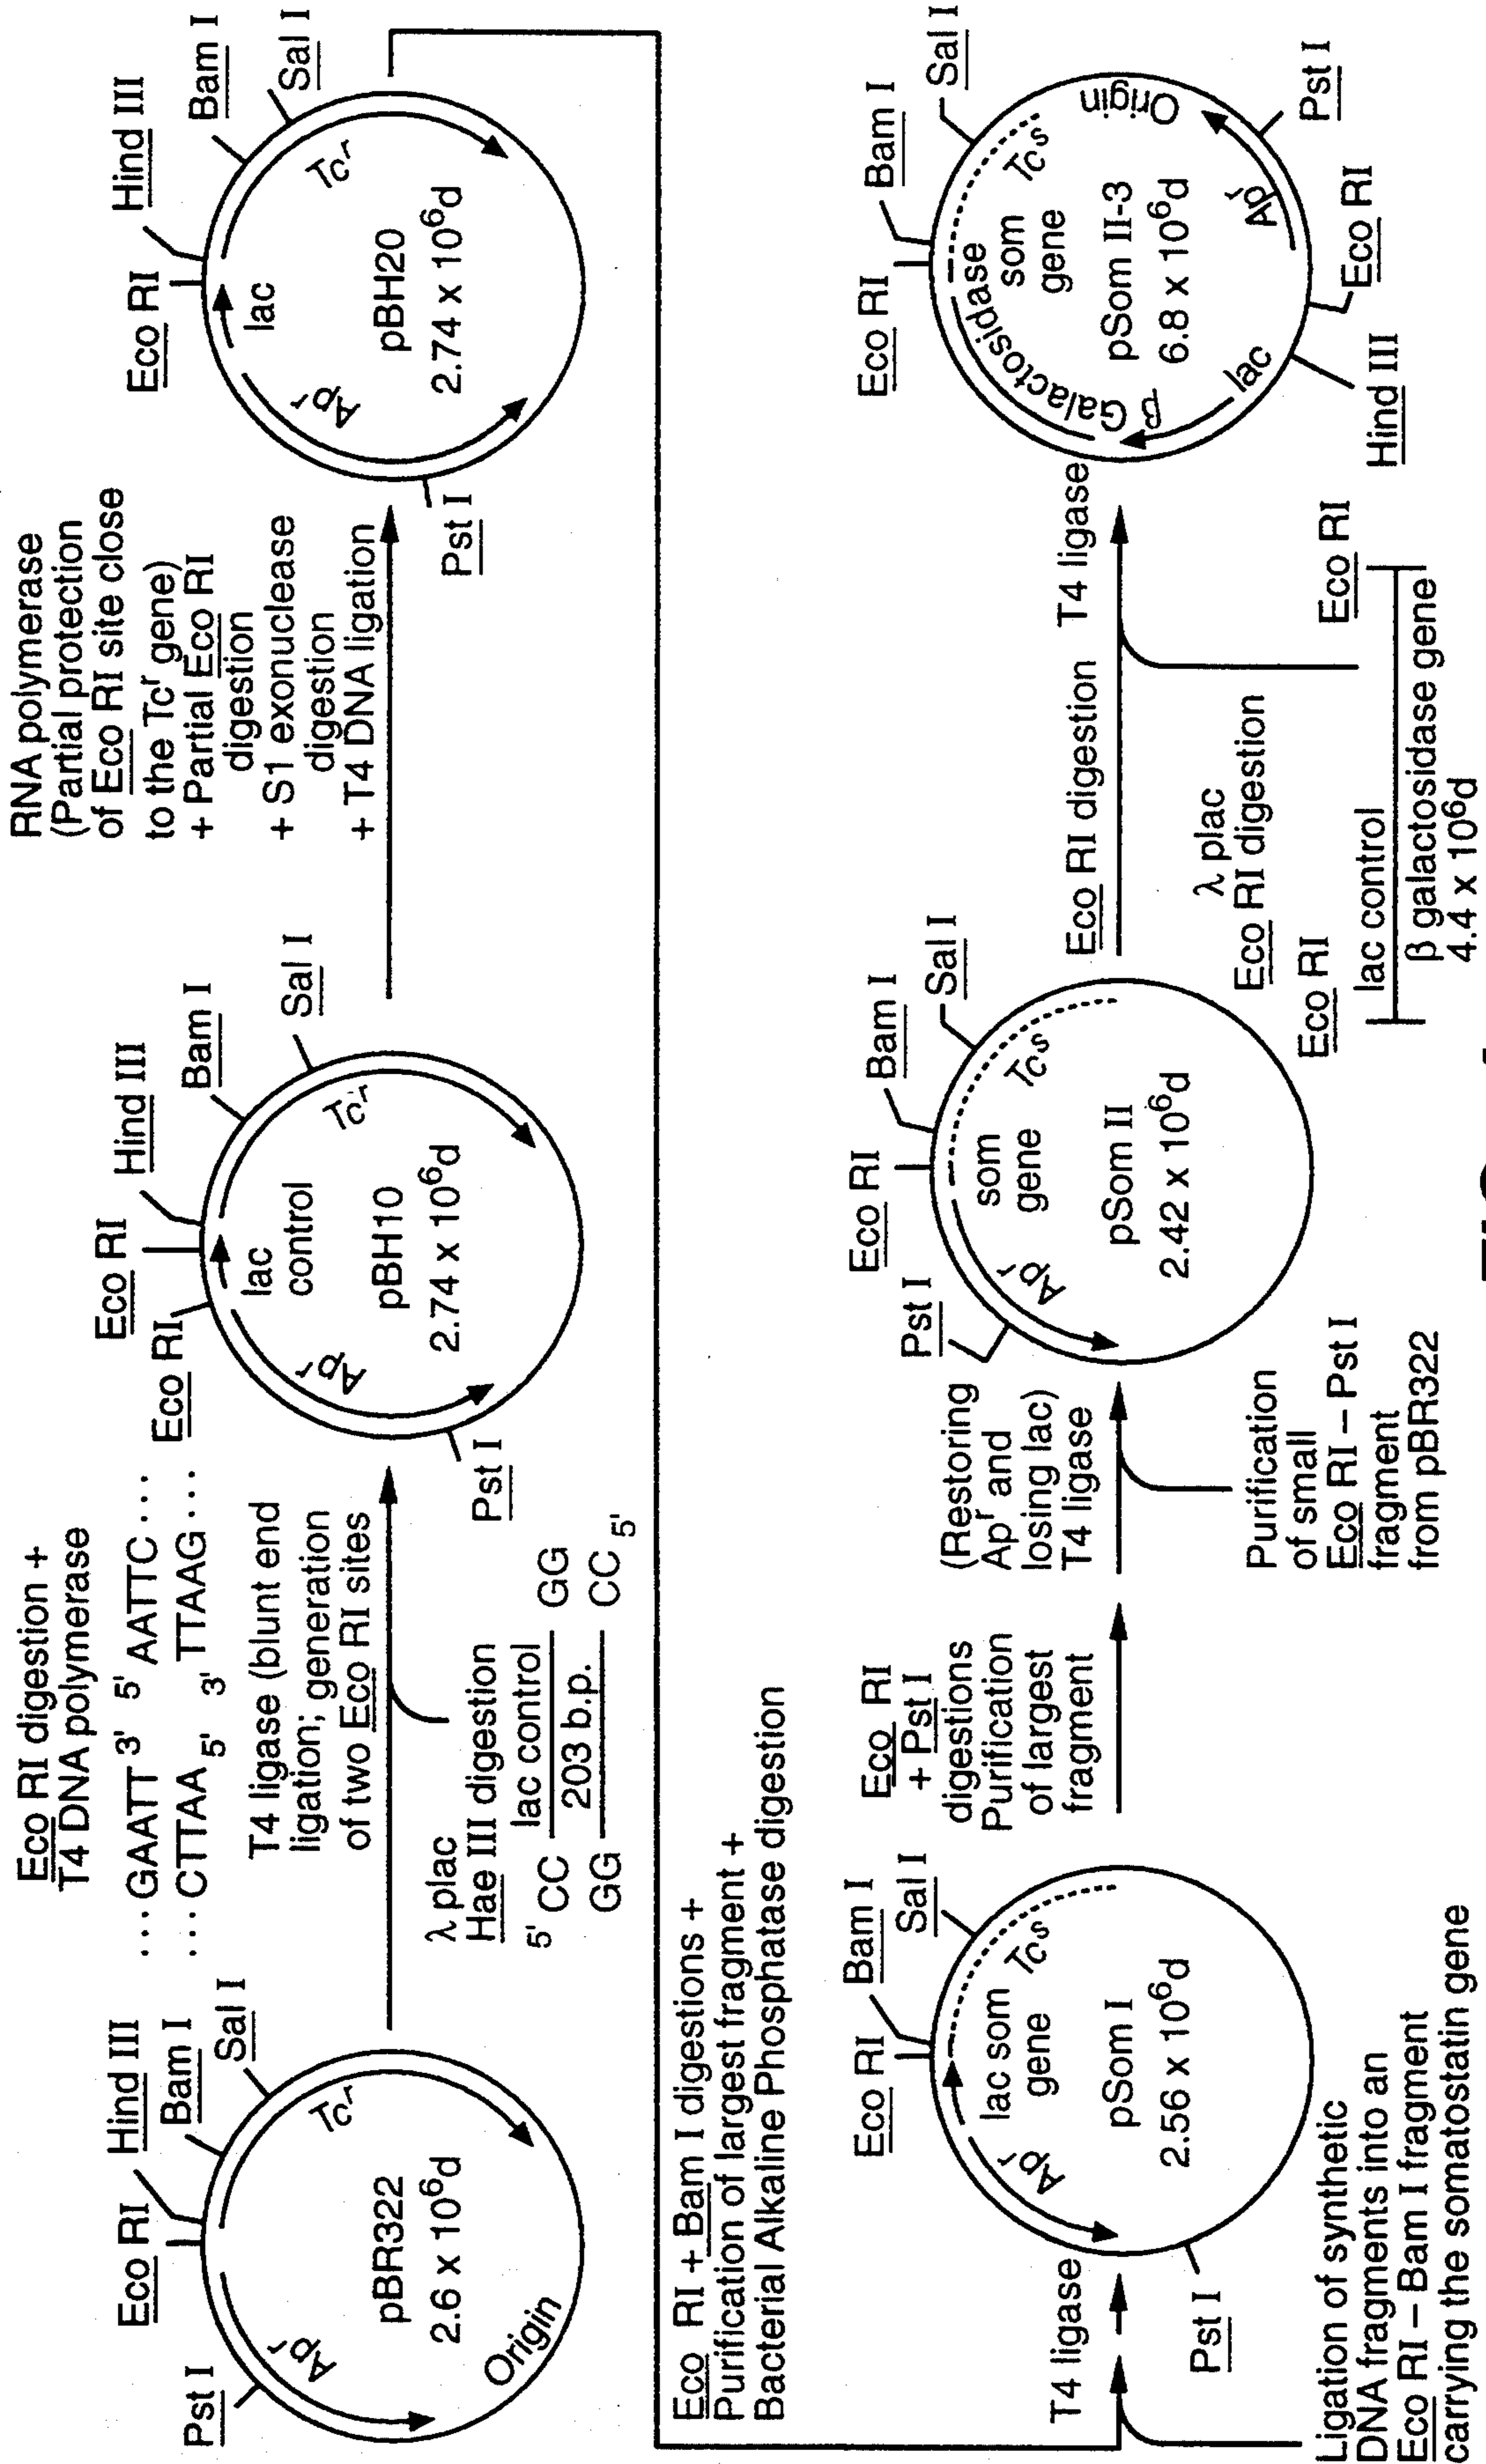 Eco RI digestion +
T4 DNA polymerase
...GAATT 3' 5' AATTC...
...CTTAA 5' 3' TTAAG...
T4 ligase (blunt end
ligation; generation
of two Eco RI sites
λ plac
Hae III digestion
5' CC lac control GG
GG 203 b.p. CC 5'
Pst I
Eco RI
Hind III
Bam I
Sal I
Apr
Tcr
pBR322
2.6 x 10⁶d
Origin
Eco RI
Eco RI
Hind III
Bam I
Sal I
Pst I
Apr
lac
control
Tcr
pBH10
2.74 x 10⁶d
RNA polymerase
(Partial protection
of Eco RI site close
to the Tcr gene)
+ Partial Eco RI
digestion
+ S1 exonuclease
digestion
+ T4 DNA ligation
Eco RI
Hind III
Bam I
Sal I
Pst I
Apr
lac
Tcr
pBH20
2.74 x 10⁶d
Eco RI + Bam I digestions +
Purification of largest fragment +
Bacterial Alkaline Phosphatase digestion
T4 ligase
Ligation of synthetic
DNA fragments into an
Eco RI – Bam I fragment
carrying the somatostatin gene
Eco RI
Bam I
Sal I
Pst I
Apr
lac som
gene
Tcs
pSom I
2.56 x 10⁶d
Eco RI
+ Pst I
digestions
Purification
of largest
fragment
(Restoring
Apr and
losing lac)
T4 ligase
Purification
of small
Eco RI – Pst I
fragment
from pBR322
Pst I
Eco RI
Bam I
Sal I
Apr
som
gene
Tcs
pSom II
2.42 x 10⁶d
Eco RI digestion
T4 ligase
λ plac
Eco RI digestion
Eco RI
Eco RI
lac control
β galactosidase gene
4.4 x 10⁶d
Eco RI
Bam I
Sal I
Pst I
Eco RI
Hind III
β Galactosidase
som
gene
Tcs
Origin
Apr
lac
pSom II-3
6.8 x 10⁶d